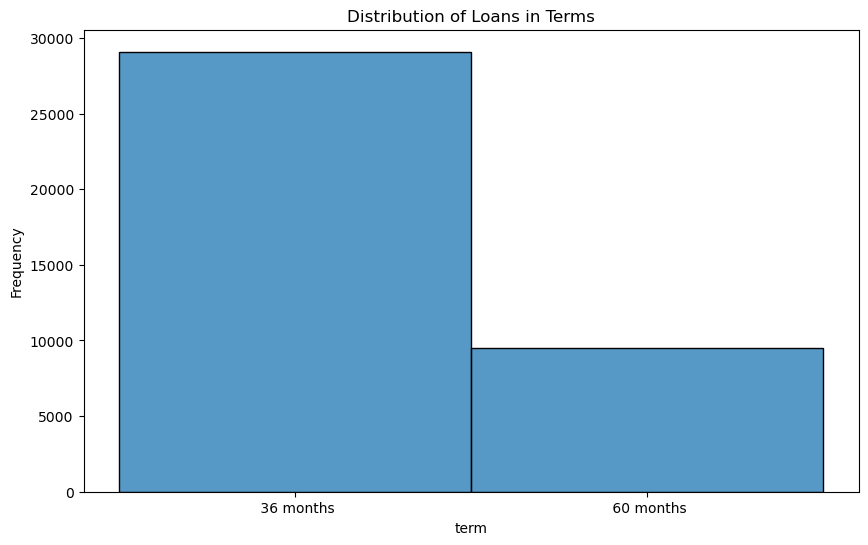 Distribution of Loans in Terms
30000
25000
20000
15000
10000
5000
0
Frequency
36 months
60 months
term